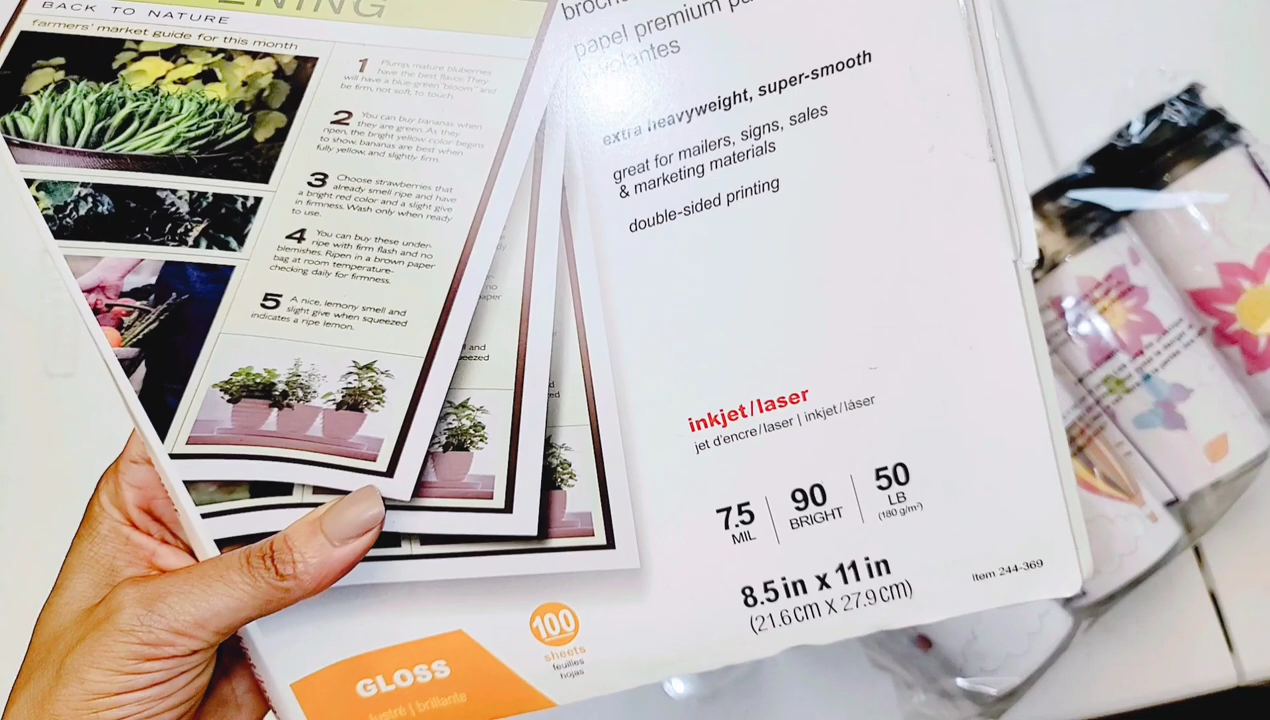 ENING
BACK TO NATURE
farmers' market guide for this month
1 Plump, mature bluberries
have the best flavor. They
will have a blue-green "bloom" and
be firm, not soft, to touch.
2 You can buy bananas when
they are green. As they
ripen, the bright yellow color begins
to show, bananas are best when
fully yellow, and slightly firm.
3 Choose strawberries that
already smell ripe and have
a bright red color and a slight give
in firmness. Wash only when ready
to use.
4 You can buy these under-
ripe with firm flash and no
blemishes. Ripen in a brown paper
bag at room temperature-
checking daily for firmness.
5 A nice, lemony smell and
slight give when squeezed
indicates a ripe lemon.
papel premium
volantes
extra heavyweight, super-smooth
great for mailers, signs, sales
& marketing materials
double-sided printing
inkjet/laser
jet d'encre/laser | inkjet/láser
7.5 MIL | 90 BRIGHT | 50 LB (180 g/m²)
8.5 in x 11 in
(21.6 cm x 27.9 cm)
Item 244-369
100
sheets
feuilles
hojas
GLOSS
lustré | brillante